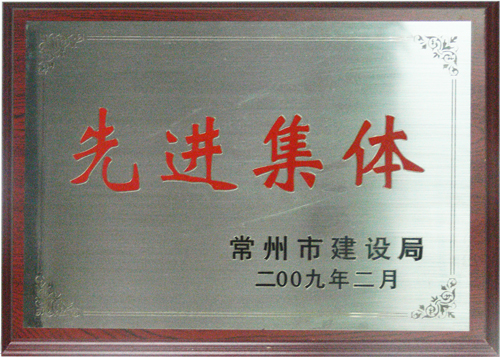 先进集体
常州市建设局
二00九年二月